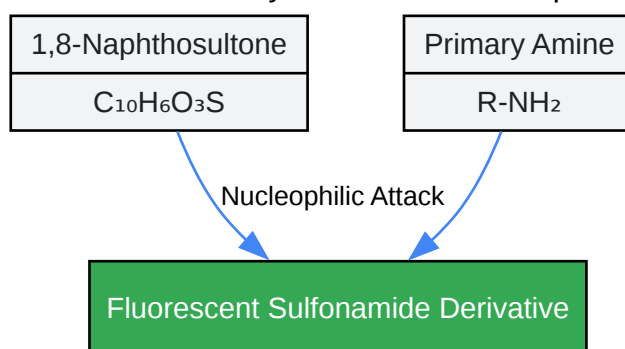 1,8-Naphthosultone
C₁₀H₆O₃S
Primary Amine
R-NH₂
Nucleophilic Attack
Fluorescent Sulfonamide Derivative